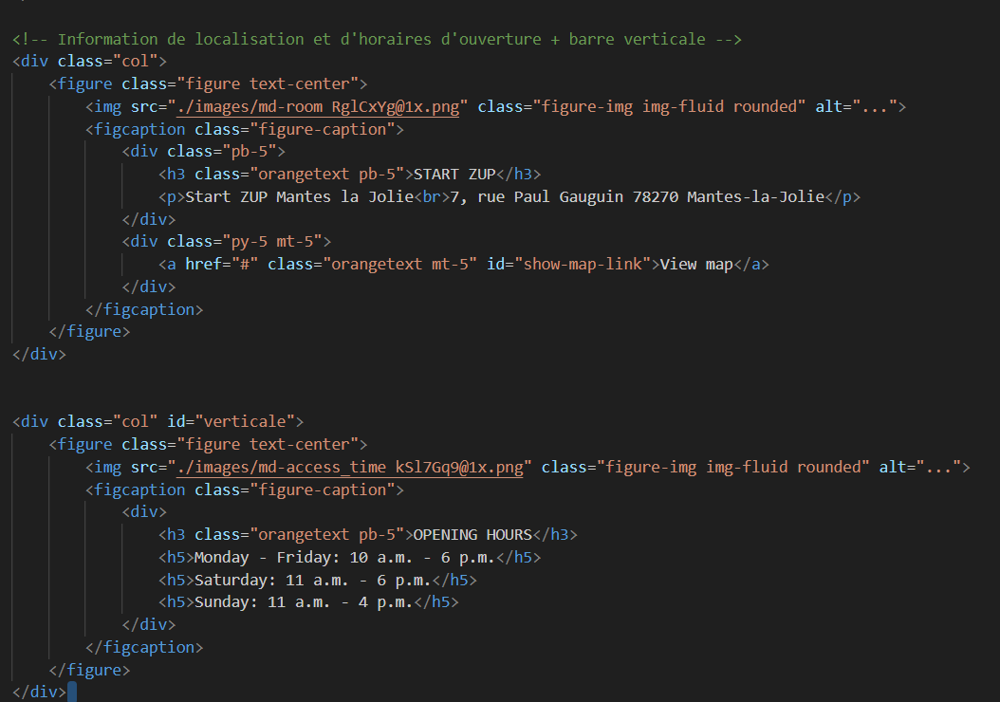 <!-- Information de localisation et d'horaires d'ouverture + barre verticale -->
<div class="col">
<figure class="figure text-center">
<img src="./images/md-room RglCxYg@1x.png" class="figure-img img-fluid rounded" alt="...">
<figcaption class="figure-caption">
<div class="pb-5">
<h3 class="orangetext pb-5">START ZUP</h3>
<p>Start ZUP Mantes la Jolie<br>7, rue Paul Gauguin 78270 Mantes-la-Jolie</p>
</div>
<div class="py-5 mt-5">
<a href="#" class="orangetext mt-5" id="show-map-link">View map</a>
</div>
</figcaption>
</figure>
</div>
<div class="col" id="verticale">
<figure class="figure text-center">
<img src="./images/md-access_time kSl7Gq9@1x.png" class="figure-img img-fluid rounded" alt="...">
<figcaption class="figure-caption">
<div>
<h3 class="orangetext pb-5">OPENING HOURS</h3>
<h5>Monday - Friday: 10 a.m. - 6 p.m.</h5>
<h5>Saturday: 11 a.m. - 6 p.m.</h5>
<h5>Sunday: 11 a.m. - 4 p.m.</h5>
</div>
</figcaption>
</figure>
</div>